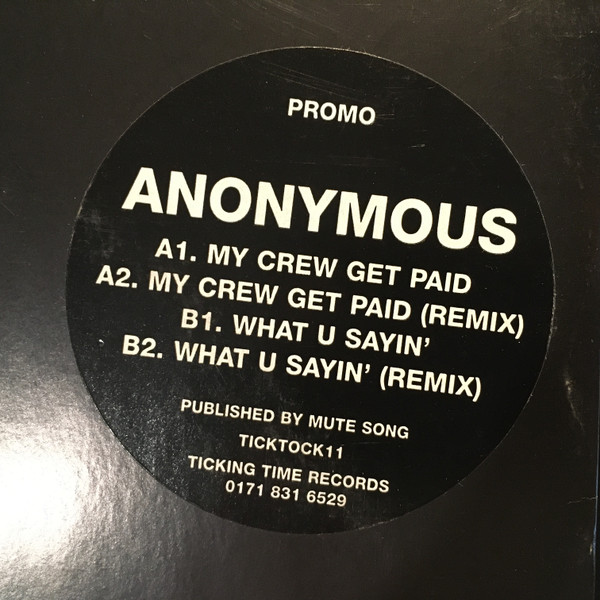 PROMO
ANONYMOUS
A1. MY CREW GET PAID
A2. MY CREW GET PAID (REMIX)
B1. WHAT U SAYIN'
B2. WHAT U SAYIN' (REMIX)
PUBLISHED BY MUTE SONG
TICKTOCK11
TICKING TIME RECORDS
0171 831 6529